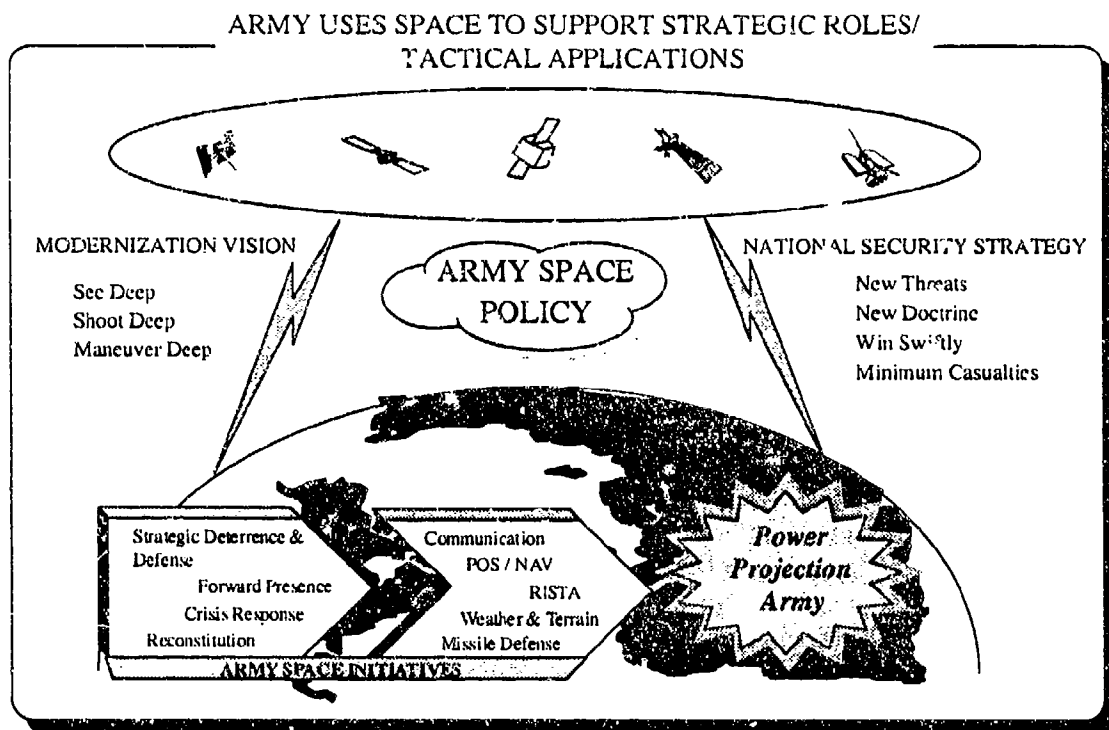 ARMY USES SPACE TO SUPPORT STRATEGIC ROLES/
TACTICAL APPLICATIONS
MODERNIZATION VISION
See Deep
Shoot Deep
Maneuver Deep
ARMY SPACE
POLICY
NATIONAL SECURITY STRATEGY
New Threats
New Doctrine
Win Swiftly
Minimum Casualties
Strategic Deterrence &
Defense
Forward Presence
Crisis Response
Reconstitution
Communication
POS / NAV
RISTA
Weather & Terrain
Missile Defense
ARMY SPACE INITIATIVES
Power
Projection
Army